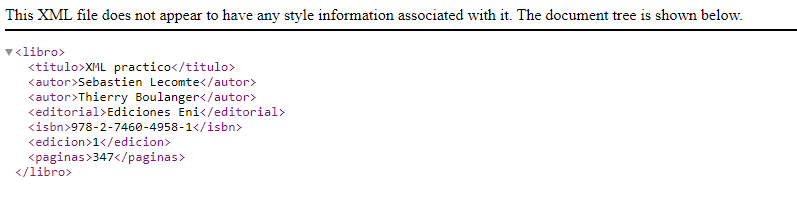 This XML file does not appear to have any style information associated with it. The document tree is shown below.
▼<libro>
<titulo>XML practico</titulo>
<autor>Sebastien Lecomte</autor>
<autor>Thierry Boulanger</autor>
<editorial>Ediciones Eni</editorial>
<isbn>978-2-7460-4958-1</isbn>
<edicion>1</edicion>
<paginas>347</paginas>
</libro>